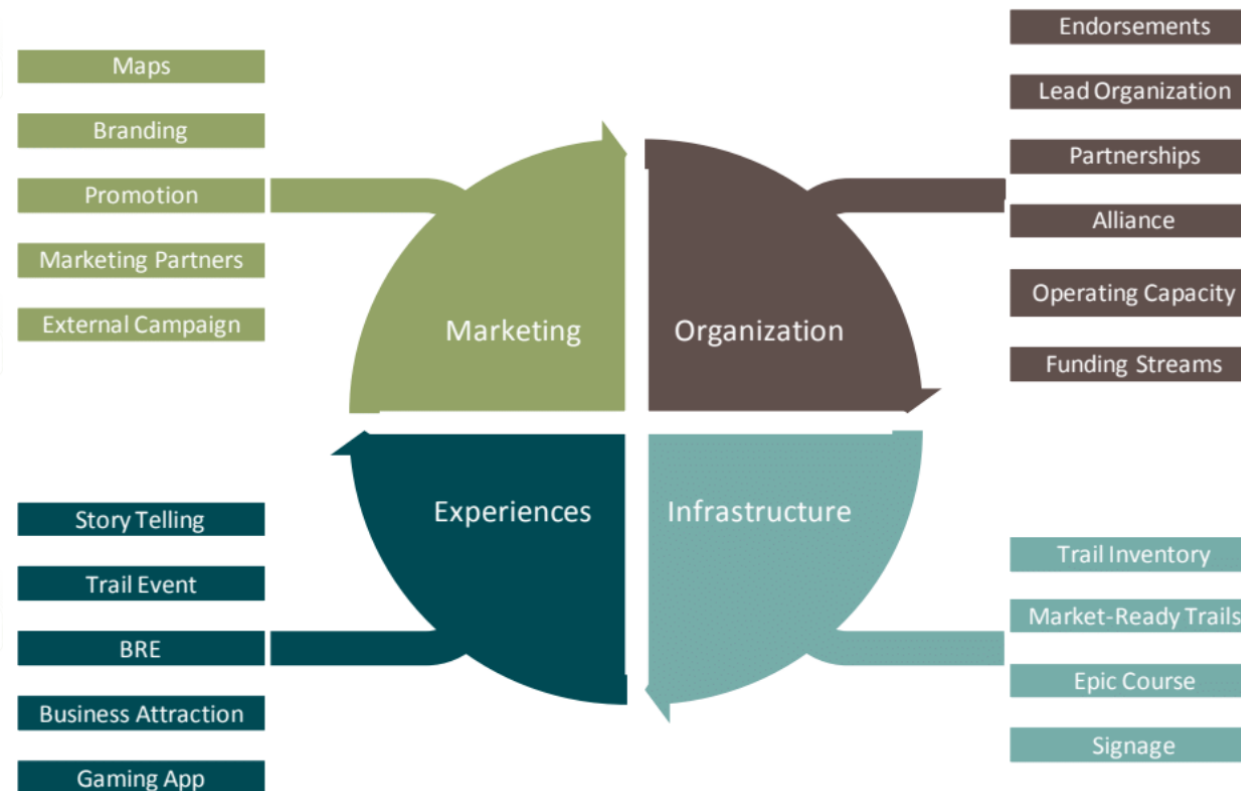 Maps
Branding
Promotion
Marketing Partners
External Campaign
Endorsements
Lead Organization
Partnerships
Alliance
Operating Capacity
Funding Streams
Marketing
Organization
Experiences
Infrastructure
Story Telling
Trail Event
BRE
Business Attraction
Gaming App
Trail Inventory
Market-Ready Trails
Epic Course
Signage